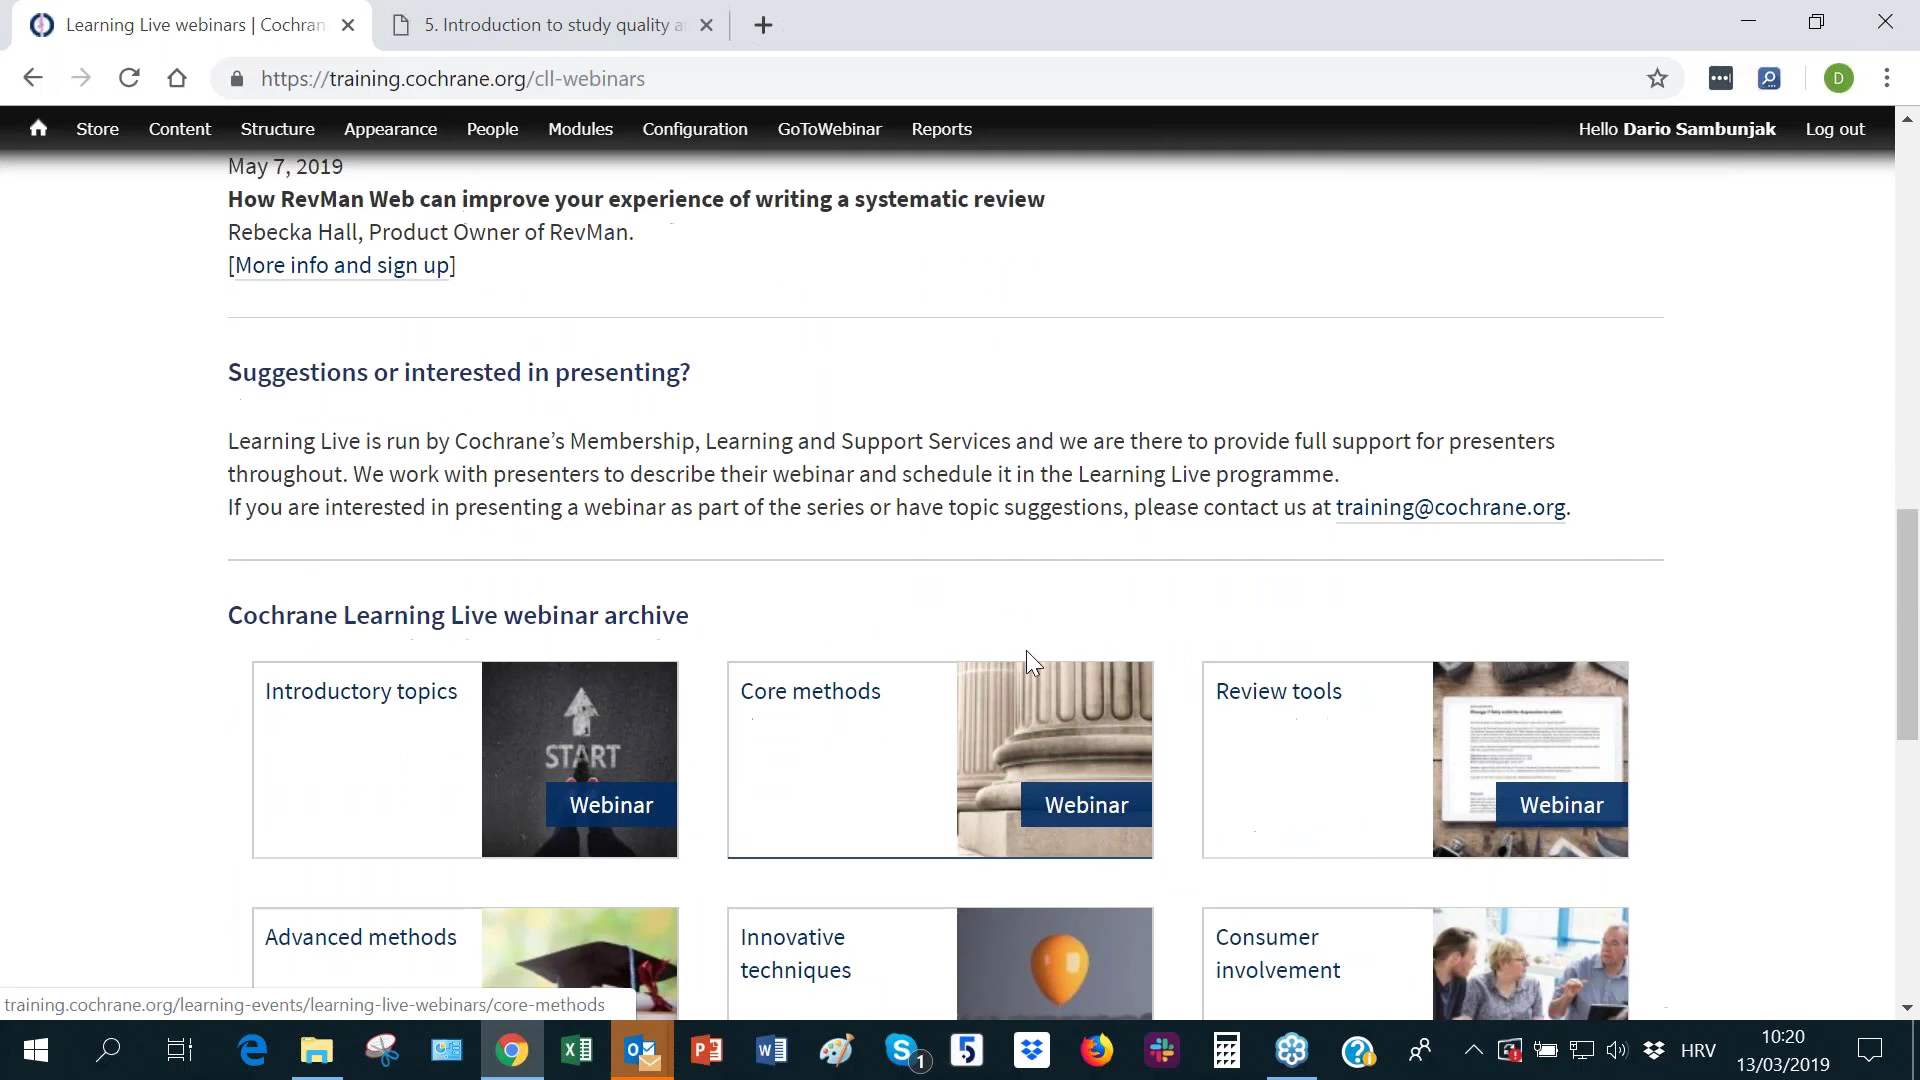 Learning Live webinars | Cochran
5. Introduction to study quality a
https://training.cochrane.org/cll-webinars
D
Store Content Structure Appearance People Modules Configuration GoToWebinar Reports Hello Dario Sambunjak Log out
May 7, 2019
How RevMan Web can improve your experience of writing a systematic review
Rebecka Hall, Product Owner of RevMan.
[More info and sign up]
Suggestions or interested in presenting?
Learning Live is run by Cochrane’s Membership, Learning and Support Services and we are there to provide full support for presenters
throughout. We work with presenters to describe their webinar and schedule it in the Learning Live programme.
If you are interested in presenting a webinar as part of the series or have topic suggestions, please contact us at training@cochrane.org.
Cochrane Learning Live webinar archive
Introductory topics
START
Webinar
Core methods
Webinar
Review tools
Webinar
Advanced methods
Innovative
techniques
Consumer
involvement
training.cochrane.org/learning-events/learning-live-webinars/core-methods
1
5
HRV
10:20
13/03/2019